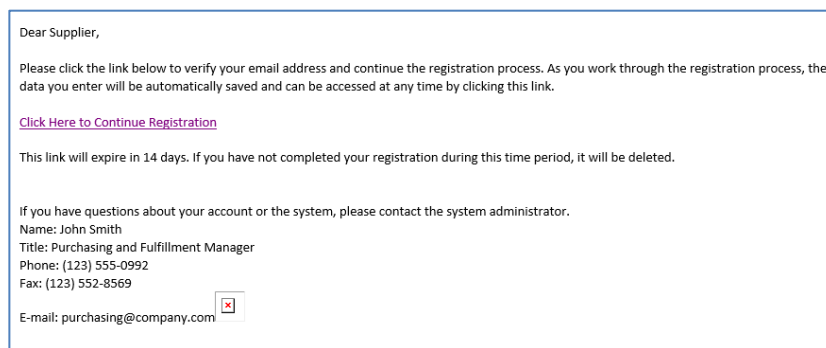 Dear Supplier,
Please click the link below to verify your email address and continue the registration process. As you work through the registration process, the
data you enter will be automatically saved and can be accessed at any time by clicking this link.
Click Here to Continue Registration
This link will expire in 14 days. If you have not completed your registration during this time period, it will be deleted.
If you have questions about your account or the system, please contact the system administrator.
Name: John Smith
Title: Purchasing and Fulfillment Manager
Phone: (123) 555-0992
Fax: (123) 552-8569
E-mail: purchasing@company.com